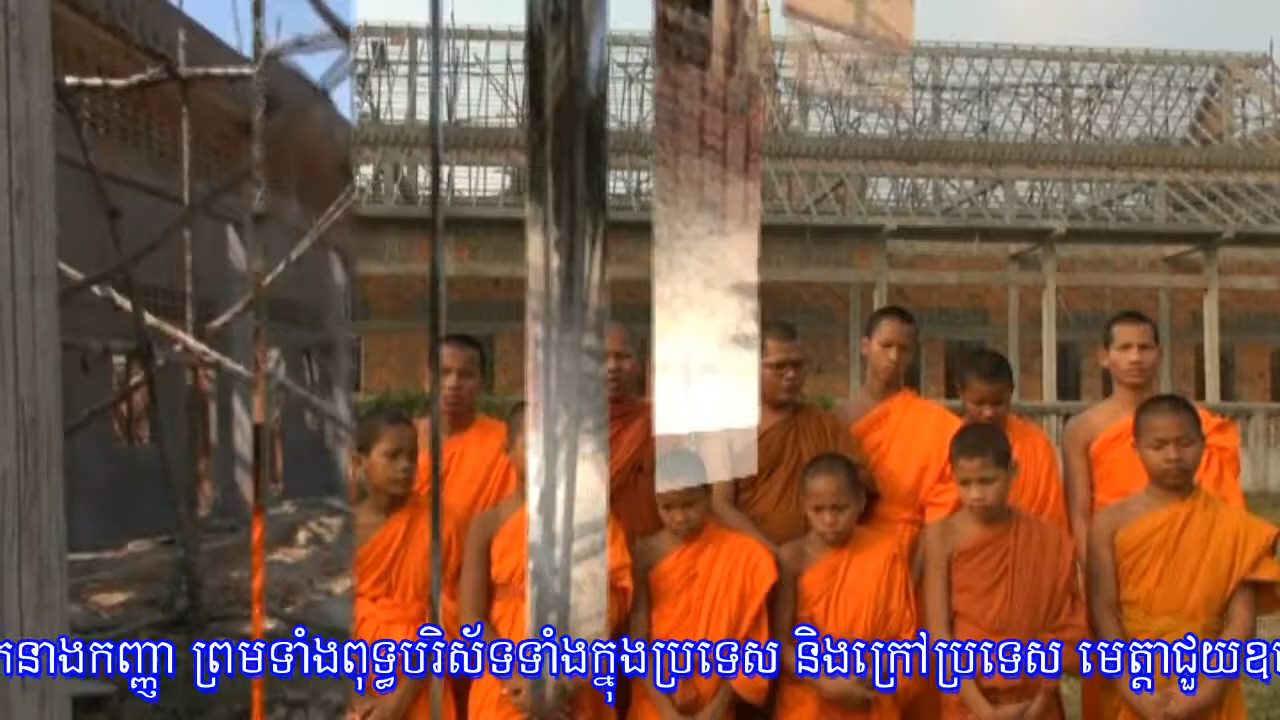 នាងកញ្ញា ព្រមទាំងពុទ្ធបរិស័ទទាំងក្នុងប្រទេស និងក្រៅប្រទេស មេត្តាជួយ